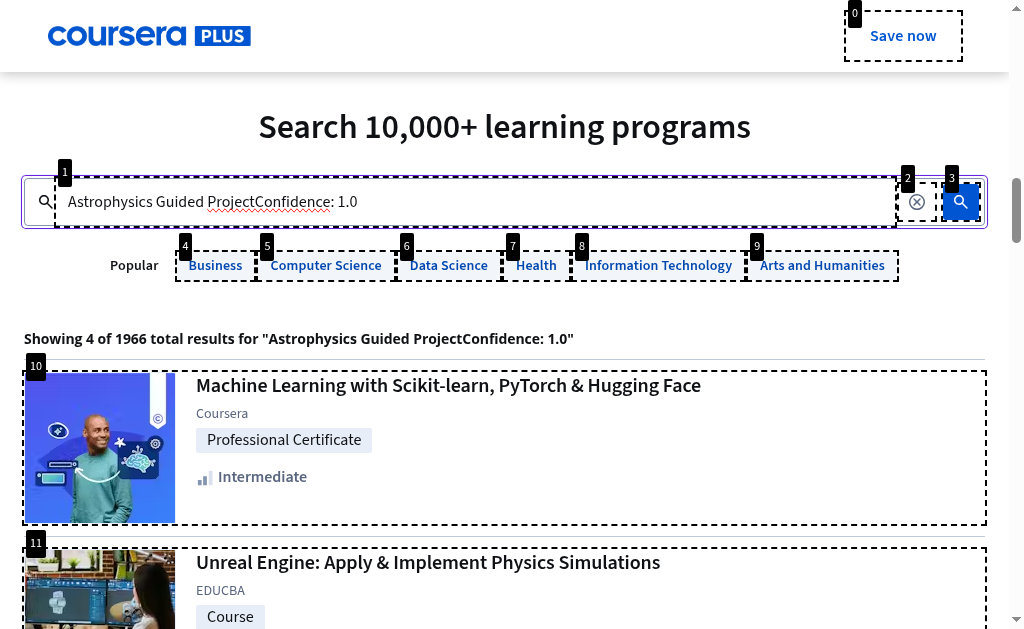 coursera PLUS
0
Save now
Search 10,000+ learning programs
1
2
3
Astrophysics Guided ProjectConfidence: 1.0
4
5
6
7
8
9
Popular
Business
Computer Science
Data Science
Health
Information Technology
Arts and Humanities
Showing 4 of 1966 total results for "Astrophysics Guided ProjectConfidence: 1.0"
10
Machine Learning with Scikit-learn, PyTorch & Hugging Face
Coursera
Professional Certificate
Intermediate
11
Unreal Engine: Apply & Implement Physics Simulations
EDUCBA
Course